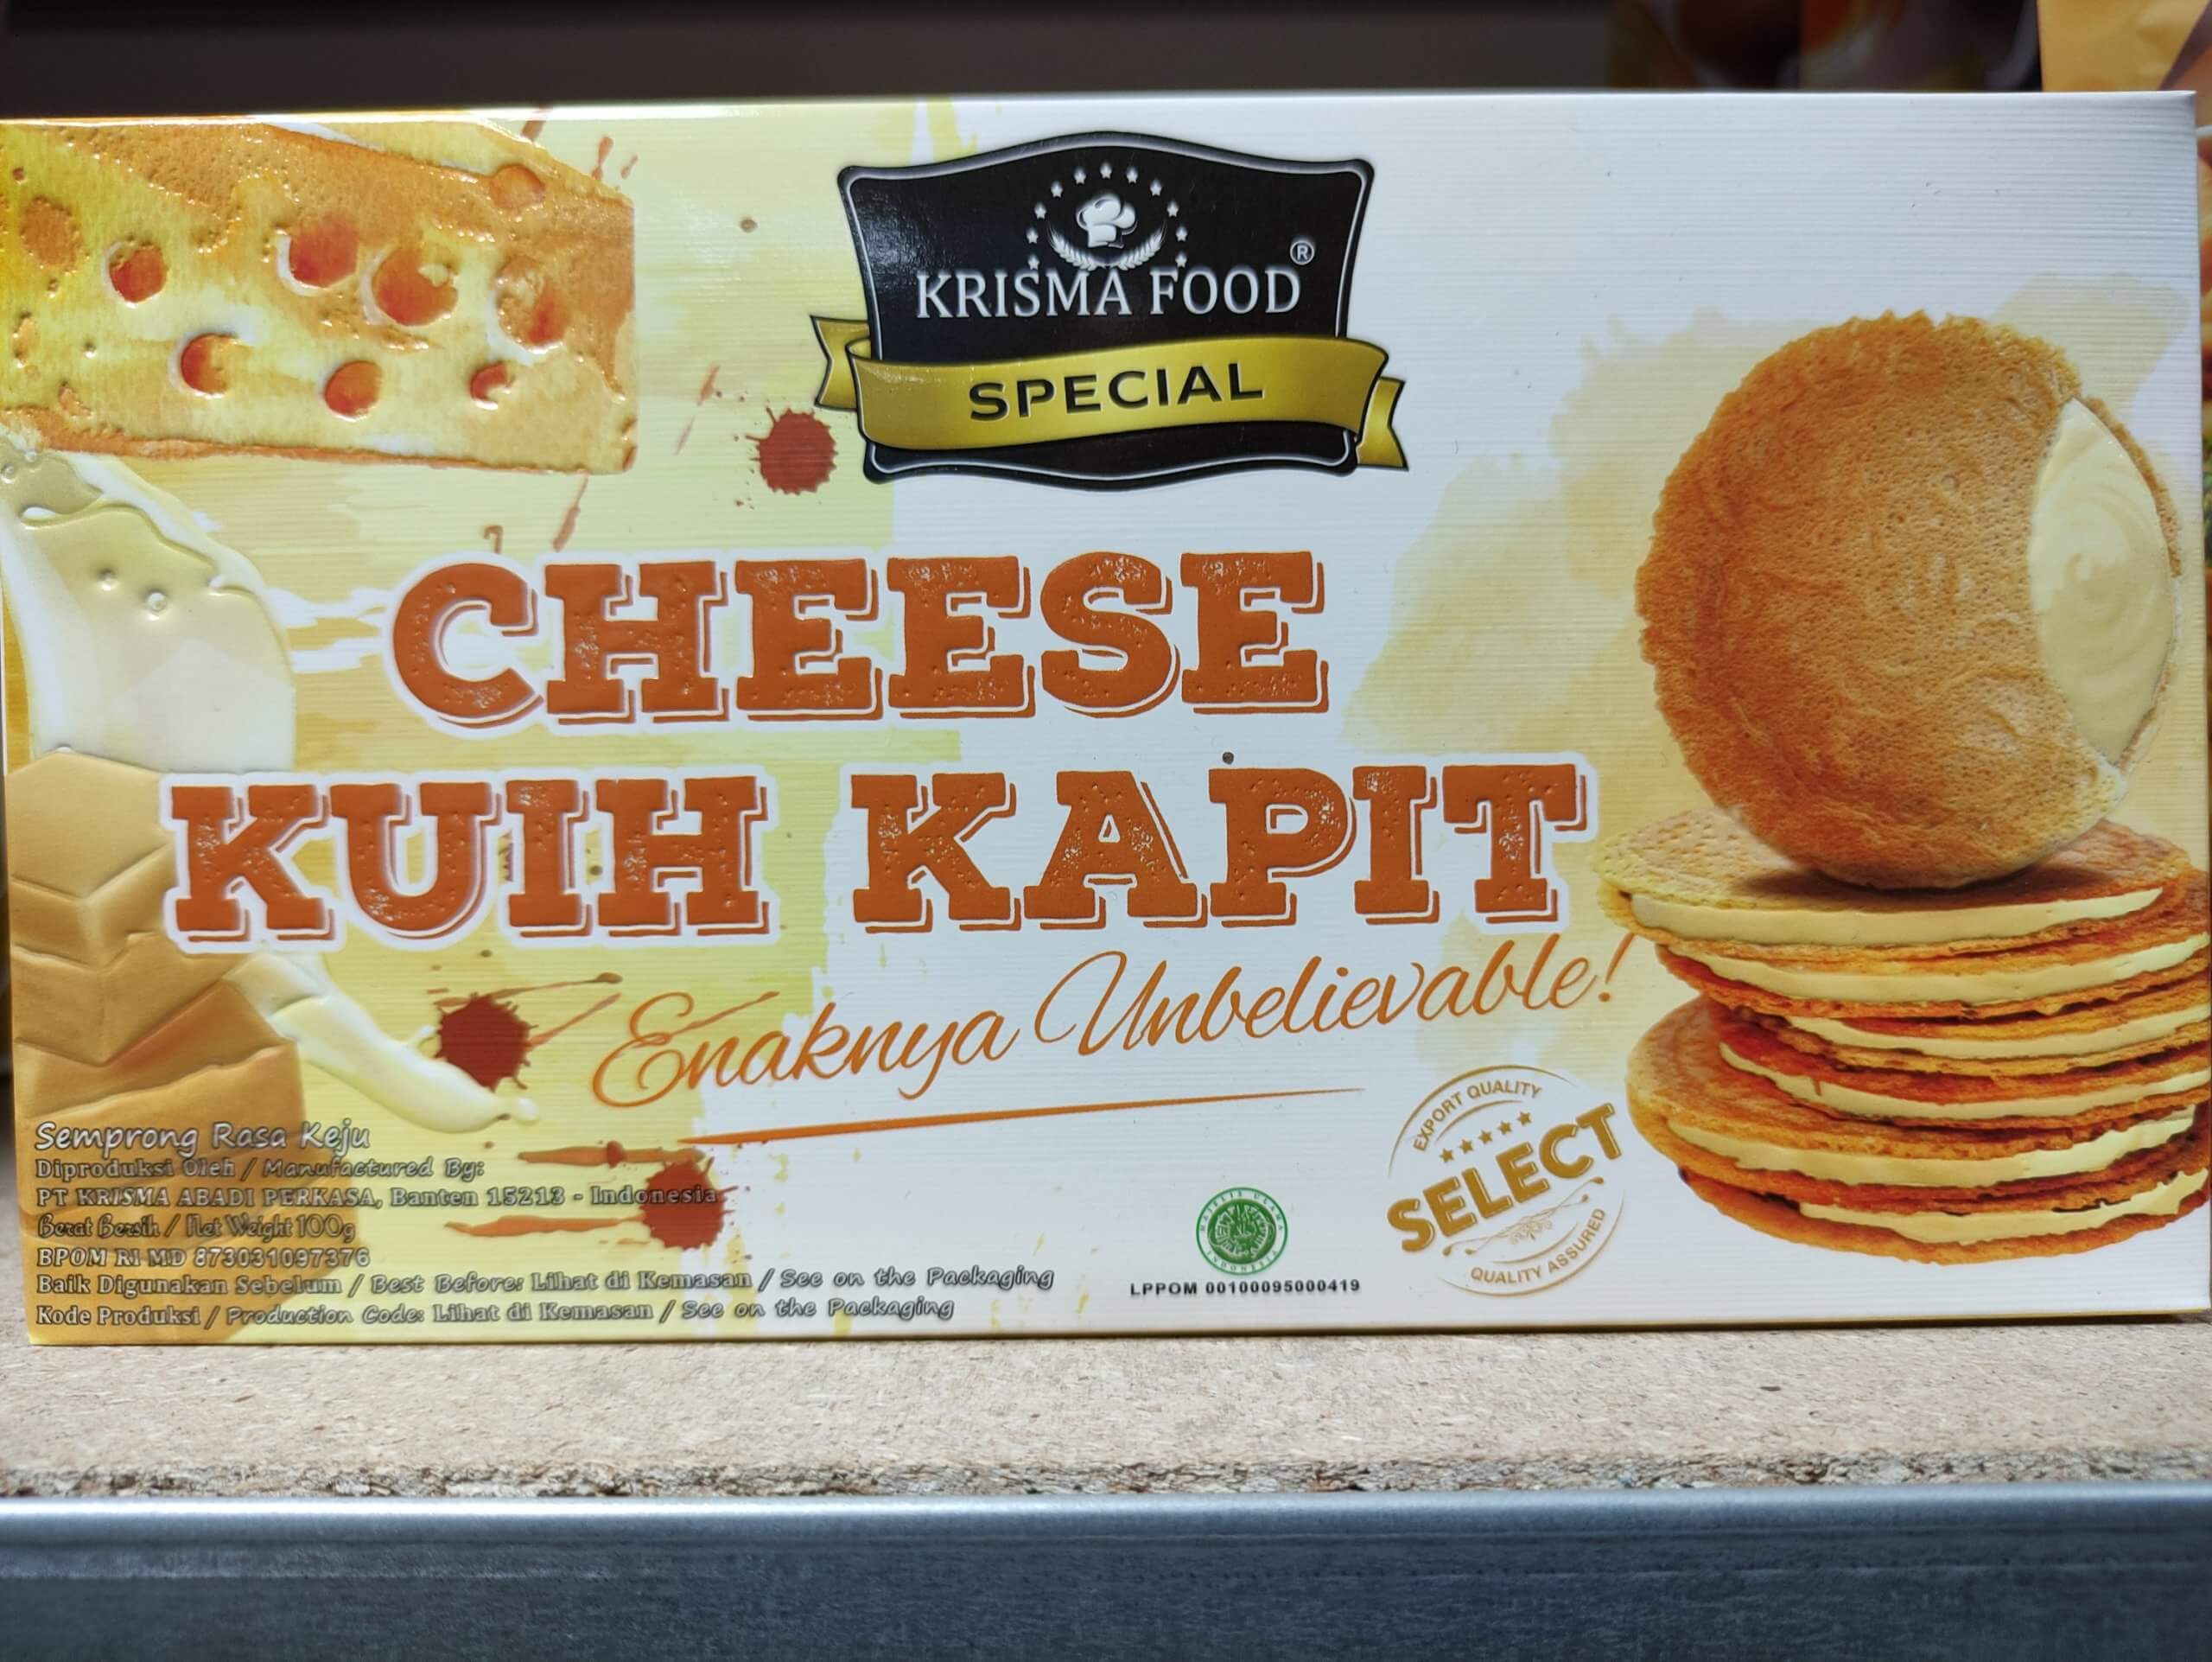 KRISMA FOOD®
SPECIAL
CHEESE
KUIH KAPIT
Enaknya Unbelievable!
EXPORT QUALITY
SELECT
QUALITY ASSURED
Semprong Rasa Keju
Diproduksi Oleh / Manufactured By:
PT KRISMA ABADI PERKASA, Banten 15213 - Indonesia
Berat Bersih / Net Weight 100g
BPOM RI MD 873031097376
Baik Digunakan Sebelum / Best Before: Lihat di Kemasan / See on the Packaging
Kode Produksi / Production Code: Lihat di Kemasan / See on the Packaging
LPPOM 00100095000419